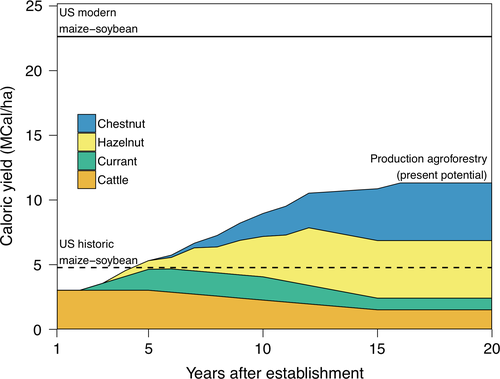 US modern
maize−soybean
Chestnut
Hazelnut
Currant
Cattle
Production agroforestry
(present potential)
US historic
maize−soybean
Caloric yield (MCal/ha)
25
20
15
10
5
0
1
5
10
15
20
Years after establishment